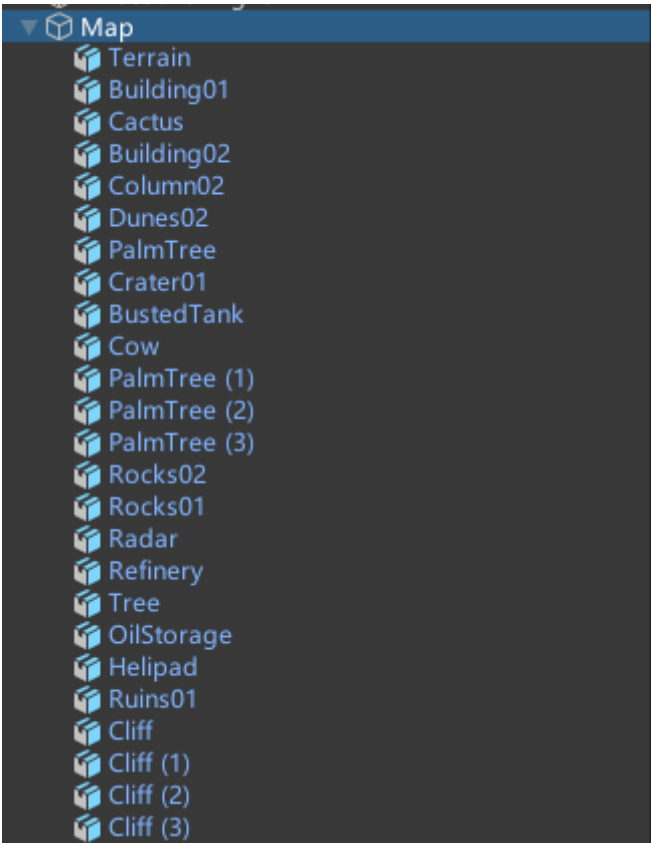 Map
Terrain
Building01
Cactus
Building02
Column02
Dunes02
PalmTree
Crater01
BustedTank
Cow
PalmTree (1)
PalmTree (2)
PalmTree (3)
Rocks02
Rocks01
Radar
Refinery
Tree
OilStorage
Helipad
Ruins01
Cliff
Cliff (1)
Cliff (2)
Cliff (3)